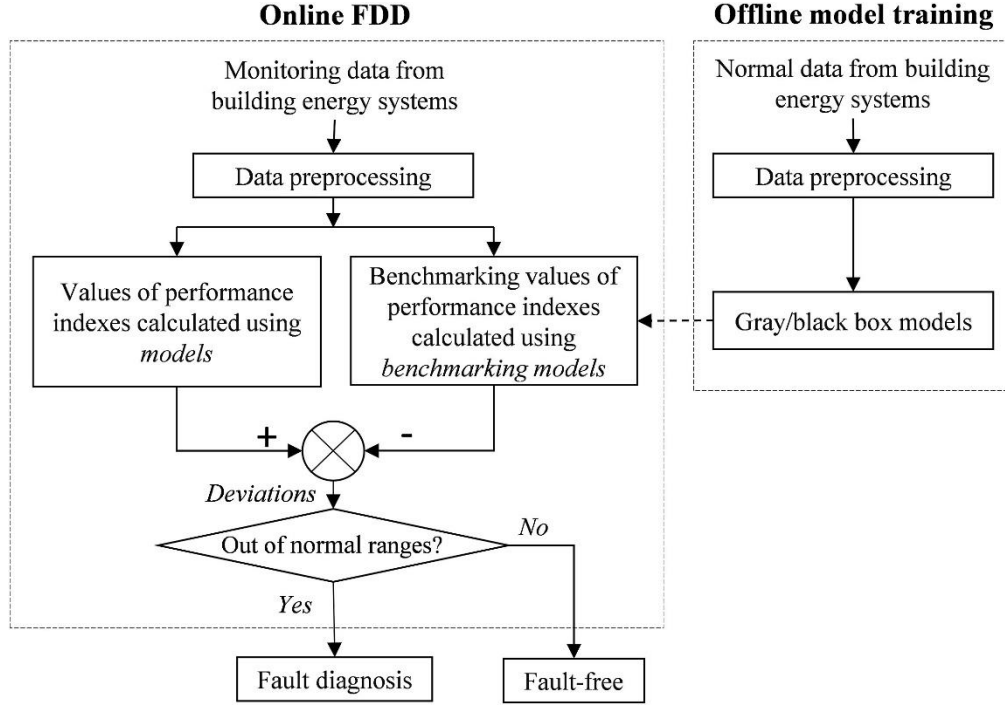 Online FDD
Monitoring data from
building energy systems
Data preprocessing
Values of performance
indexes calculated using
models
Benchmarking values of
performance indexes
calculated using
benchmarking models
+
-
Deviations
Out of normal ranges?
No
Yes
Fault diagnosis
Fault-free
Offline model training
Normal data from building
energy systems
Data preprocessing
Gray/black box models